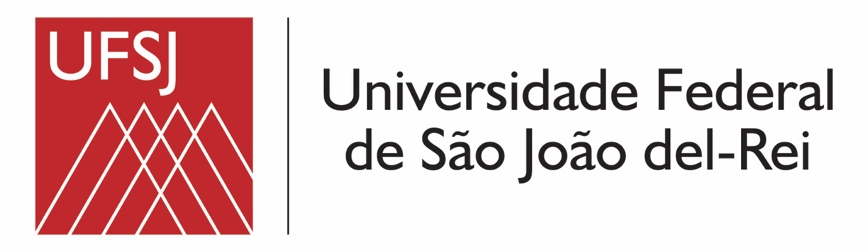 UFSJ
Universidade Federal
de São João del-Rei